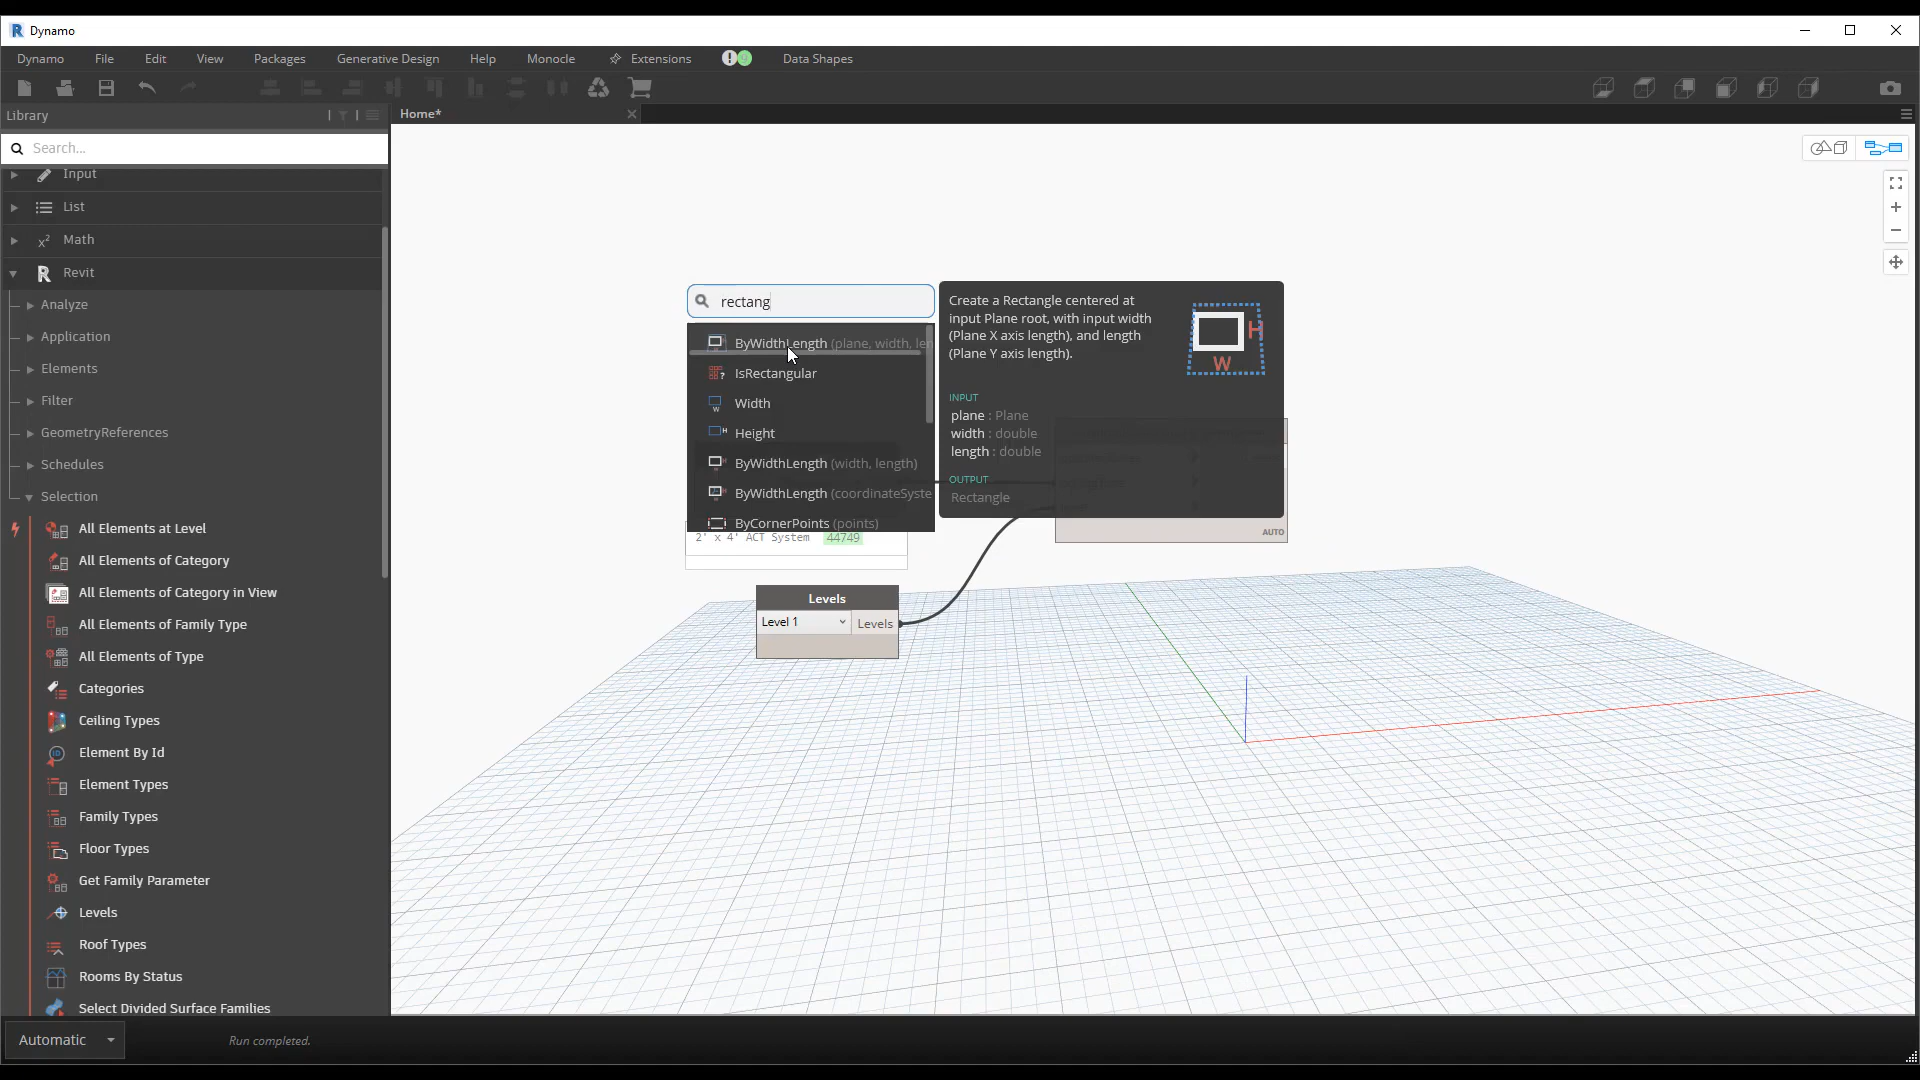 Dynamo
Dynamo File Edit View Packages Generative Design Help Monocle Extensions Data Shapes
Library
Home*
Search...
Input
List
Math
Revit
Analyze
Application
Elements
Filter
GeometryReferences
Schedules
Selection
All Elements at Level
All Elements of Category
All Elements of Category in View
All Elements of Family Type
All Elements of Type
Categories
Ceiling Types
Element By Id
Element Types
Family Types
Floor Types
Get Family Parameter
Levels
Roof Types
Rooms By Status
Select Divided Surface Families
rectang
ByWidthLength (plane, width, len
IsRectangular
Width
Height
ByWidthLength (width, length)
ByWidthLength (coordinateSyste
ByCornerPoints (points)
Create a Rectangle centered at
input Plane root, with input width
(Plane X axis length), and length
(Plane Y axis length).
H
W
INPUT
plane : Plane
width : double
length : double
OUTPUT
Rectangle
AUTO
2' x 4' ACT System 44749
Levels
Level 1 Levels
Automatic
Run completed.